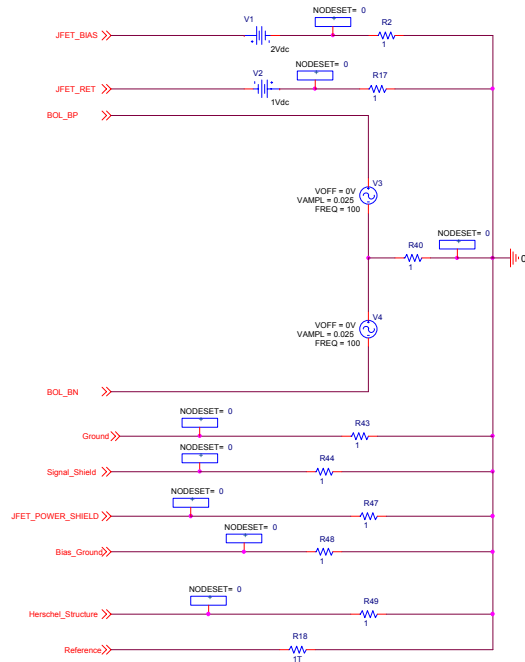 NODESET= 0
+
V1
R2
JFET_BIAS
2Vdc
1
NODESET= 0
+
V2
R17
JFET_RET
1Vdc
1
BOL_BP
V3
VOFF = 0V
VAMPL = 0.025
FREQ = 100
NODESET= 0
+
R40
1
0
V4
VOFF = 0V
VAMPL = 0.025
FREQ = 100
BOL_BN
NODESET= 0
+
R43
Ground
1
NODESET= 0
+
R44
Signal_Shield
1
NODESET= 0
+
R47
JFET_POWER_SHIELD
1
NODESET= 0
+
R48
Bias_Ground
1
NODESET= 0
+
R49
Herschel_Structure
1
R18
Reference
1T